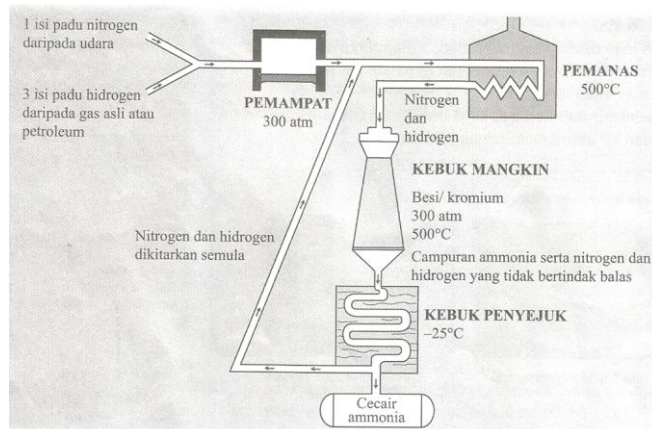 1 isi padu nitrogen
daripada udara
3 isi padu hidrogen
daripada gas asli atau
petroleum
PEMAMPAT
300 atm
PEMANAS
500°C
Nitrogen
dan
hidrogen
KEBUK MANGKIN
Besi/ kromium
300 atm
500°C
Nitrogen dan hidrogen
dikitarkan semula
Campuran ammonia serta nitrogen dan
hidrogen yang tidak bertindak balas
KEBUK PENYEJUK
–25°C
Cecair
ammonia